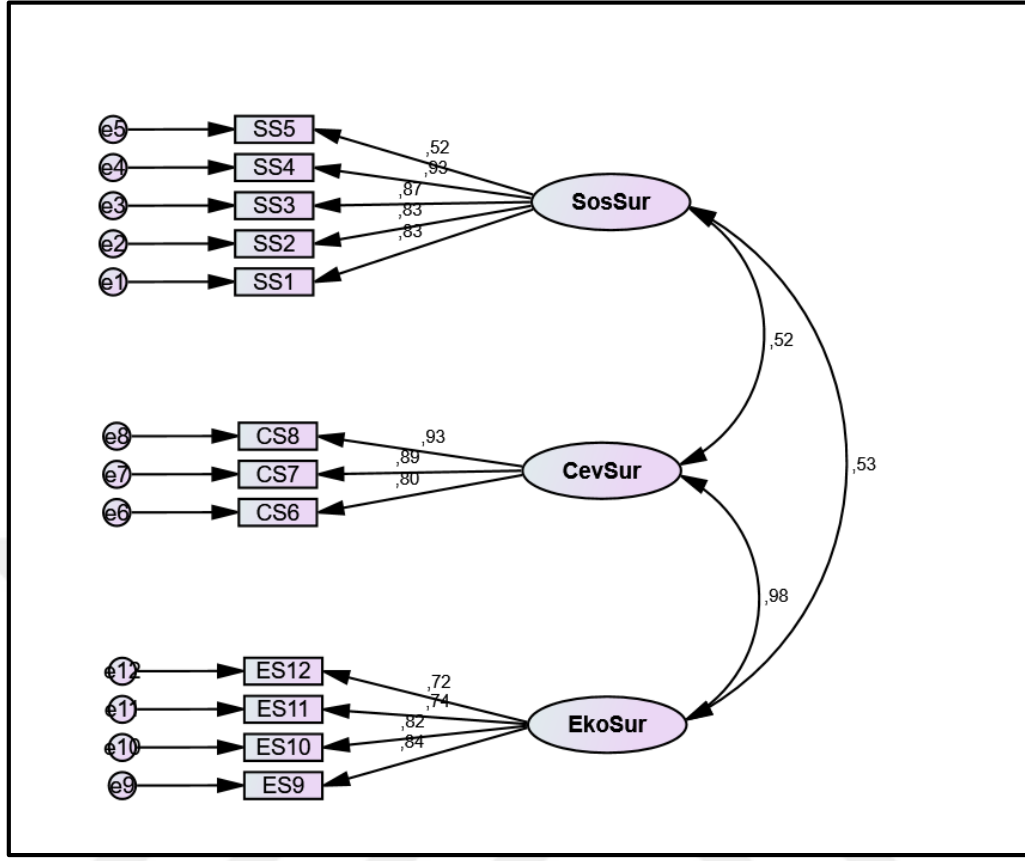 e5 SS5 ,52
e4 SS4 ,93
e3 SS3 ,87 SosSur
e2 SS2 ,83
e1 SS1 ,83
,52
e8 CS8 ,93
e7 CS7 ,89 CevSur ,53
e6 CS6 ,80
,98
e12 ES12 ,72
e11 ES11 ,74
e10 ES10 ,82 EkoSur
e9 ES9 ,84